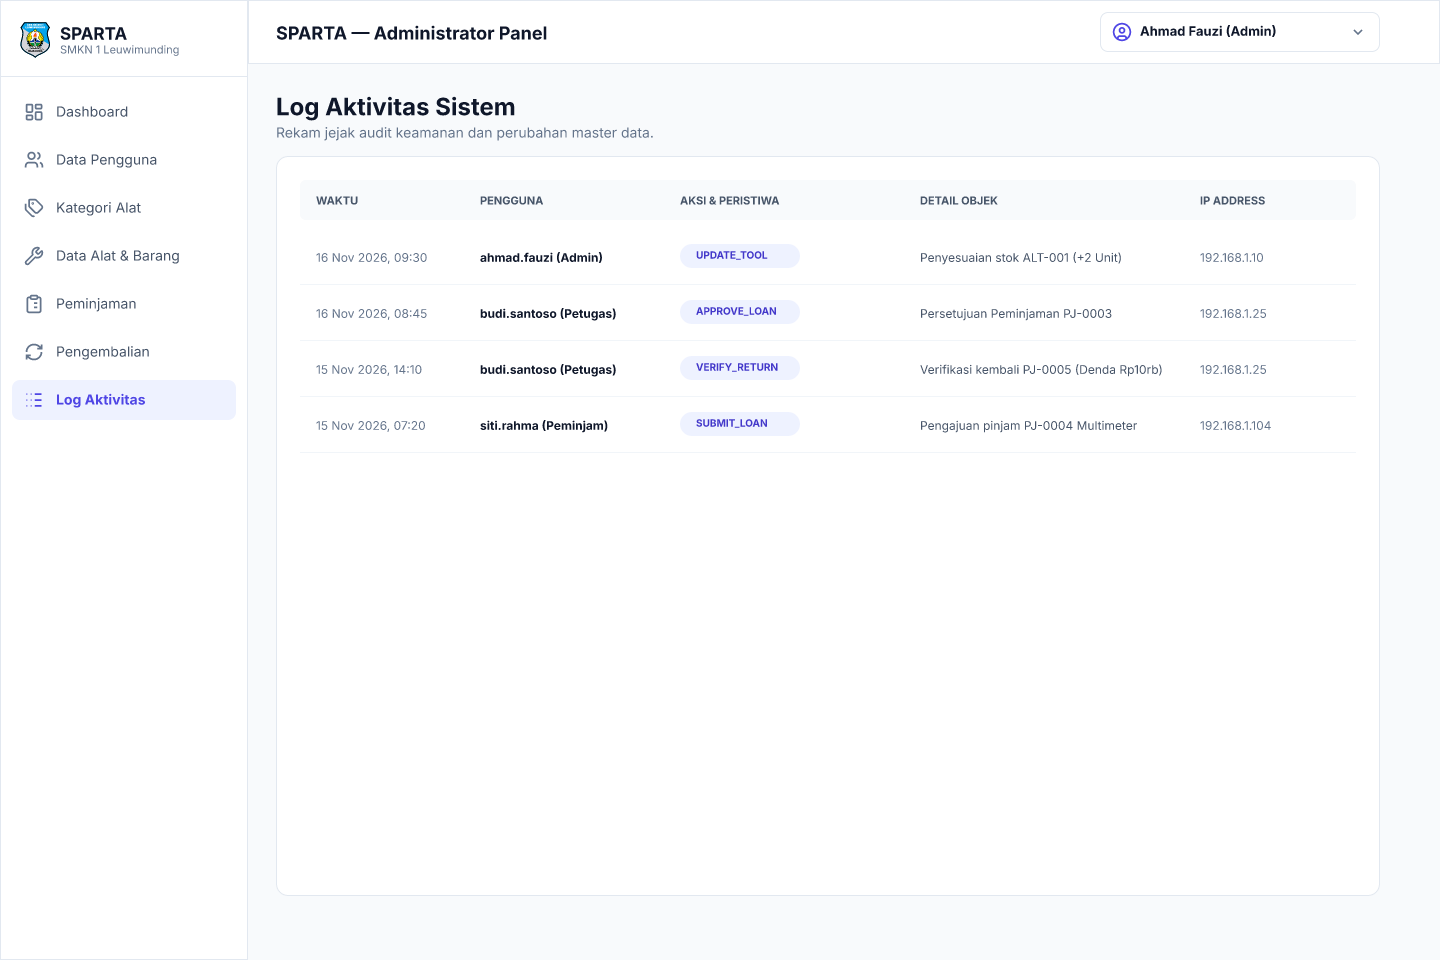 SPARTA
SMKN 1 Leuwimunding
SPARTA — Administrator Panel
Ahmad Fauzi (Admin)
Dashboard
Data Pengguna
Kategori Alat
Data Alat & Barang
Peminjaman
Pengembalian
Log Aktivitas
Log Aktivitas Sistem
Rekam jejak audit keamanan dan perubahan master data.
WAKTU PENGGUNA AKSI & PERISTIWA DETAIL OBJEK IP ADDRESS
16 Nov 2026, 09:30 ahmad.fauzi (Admin) UPDATE_TOOL Penyesuaian stok ALT-001 (+2 Unit) 192.168.1.10
16 Nov 2026, 08:45 budi.santoso (Petugas) APPROVE_LOAN Persetujuan Peminjaman PJ-0003 192.168.1.25
15 Nov 2026, 14:10 budi.santoso (Petugas) VERIFY_RETURN Verifikasi kembali PJ-0005 (Denda Rp10rb) 192.168.1.25
15 Nov 2026, 07:20 siti.rahma (Peminjam) SUBMIT_LOAN Pengajuan pinjam PJ-0004 Multimeter 192.168.1.104